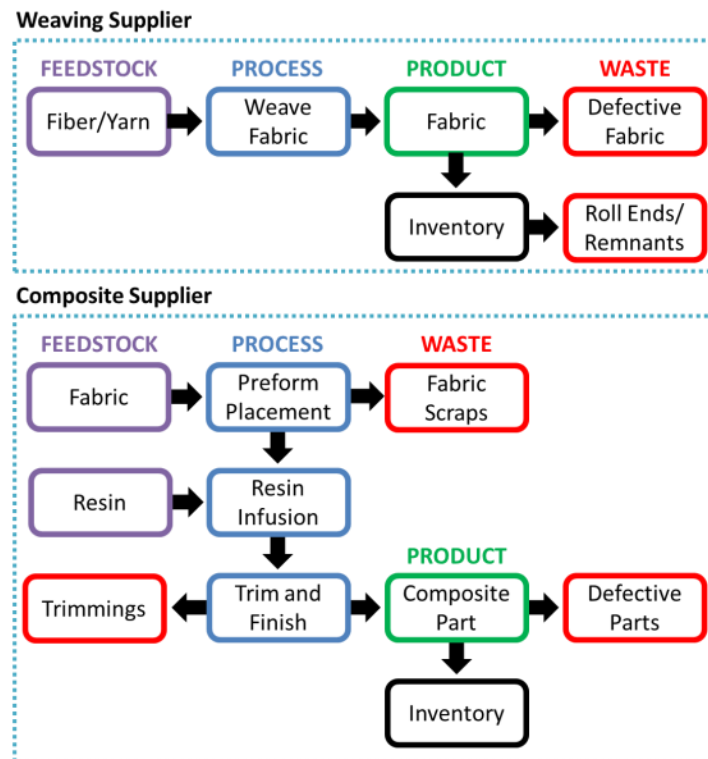 Weaving Supplier
FEEDSTOCK PROCESS PRODUCT WASTE
Fiber/Yarn
Weave
Fabric
Fabric
Defective
Fabric
Inventory
Roll Ends/
Remnants
Composite Supplier
FEEDSTOCK PROCESS WASTE
Fabric
Preform
Placement
Fabric
Scraps
Resin
Resin
Infusion
PRODUCT
Trimmings
Trim and
Finish
Composite
Part
Defective
Parts
Inventory